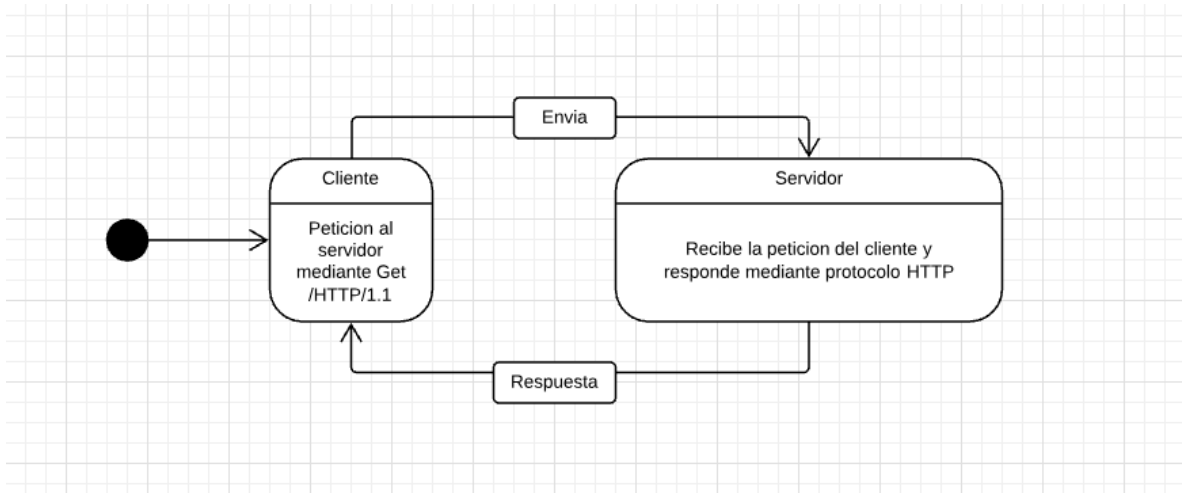 Envia
Cliente
Peticion al
servidor
mediante Get
/HTTP/1.1
Servidor
Recibe la peticion del cliente y
responde mediante protocolo HTTP
Respuesta